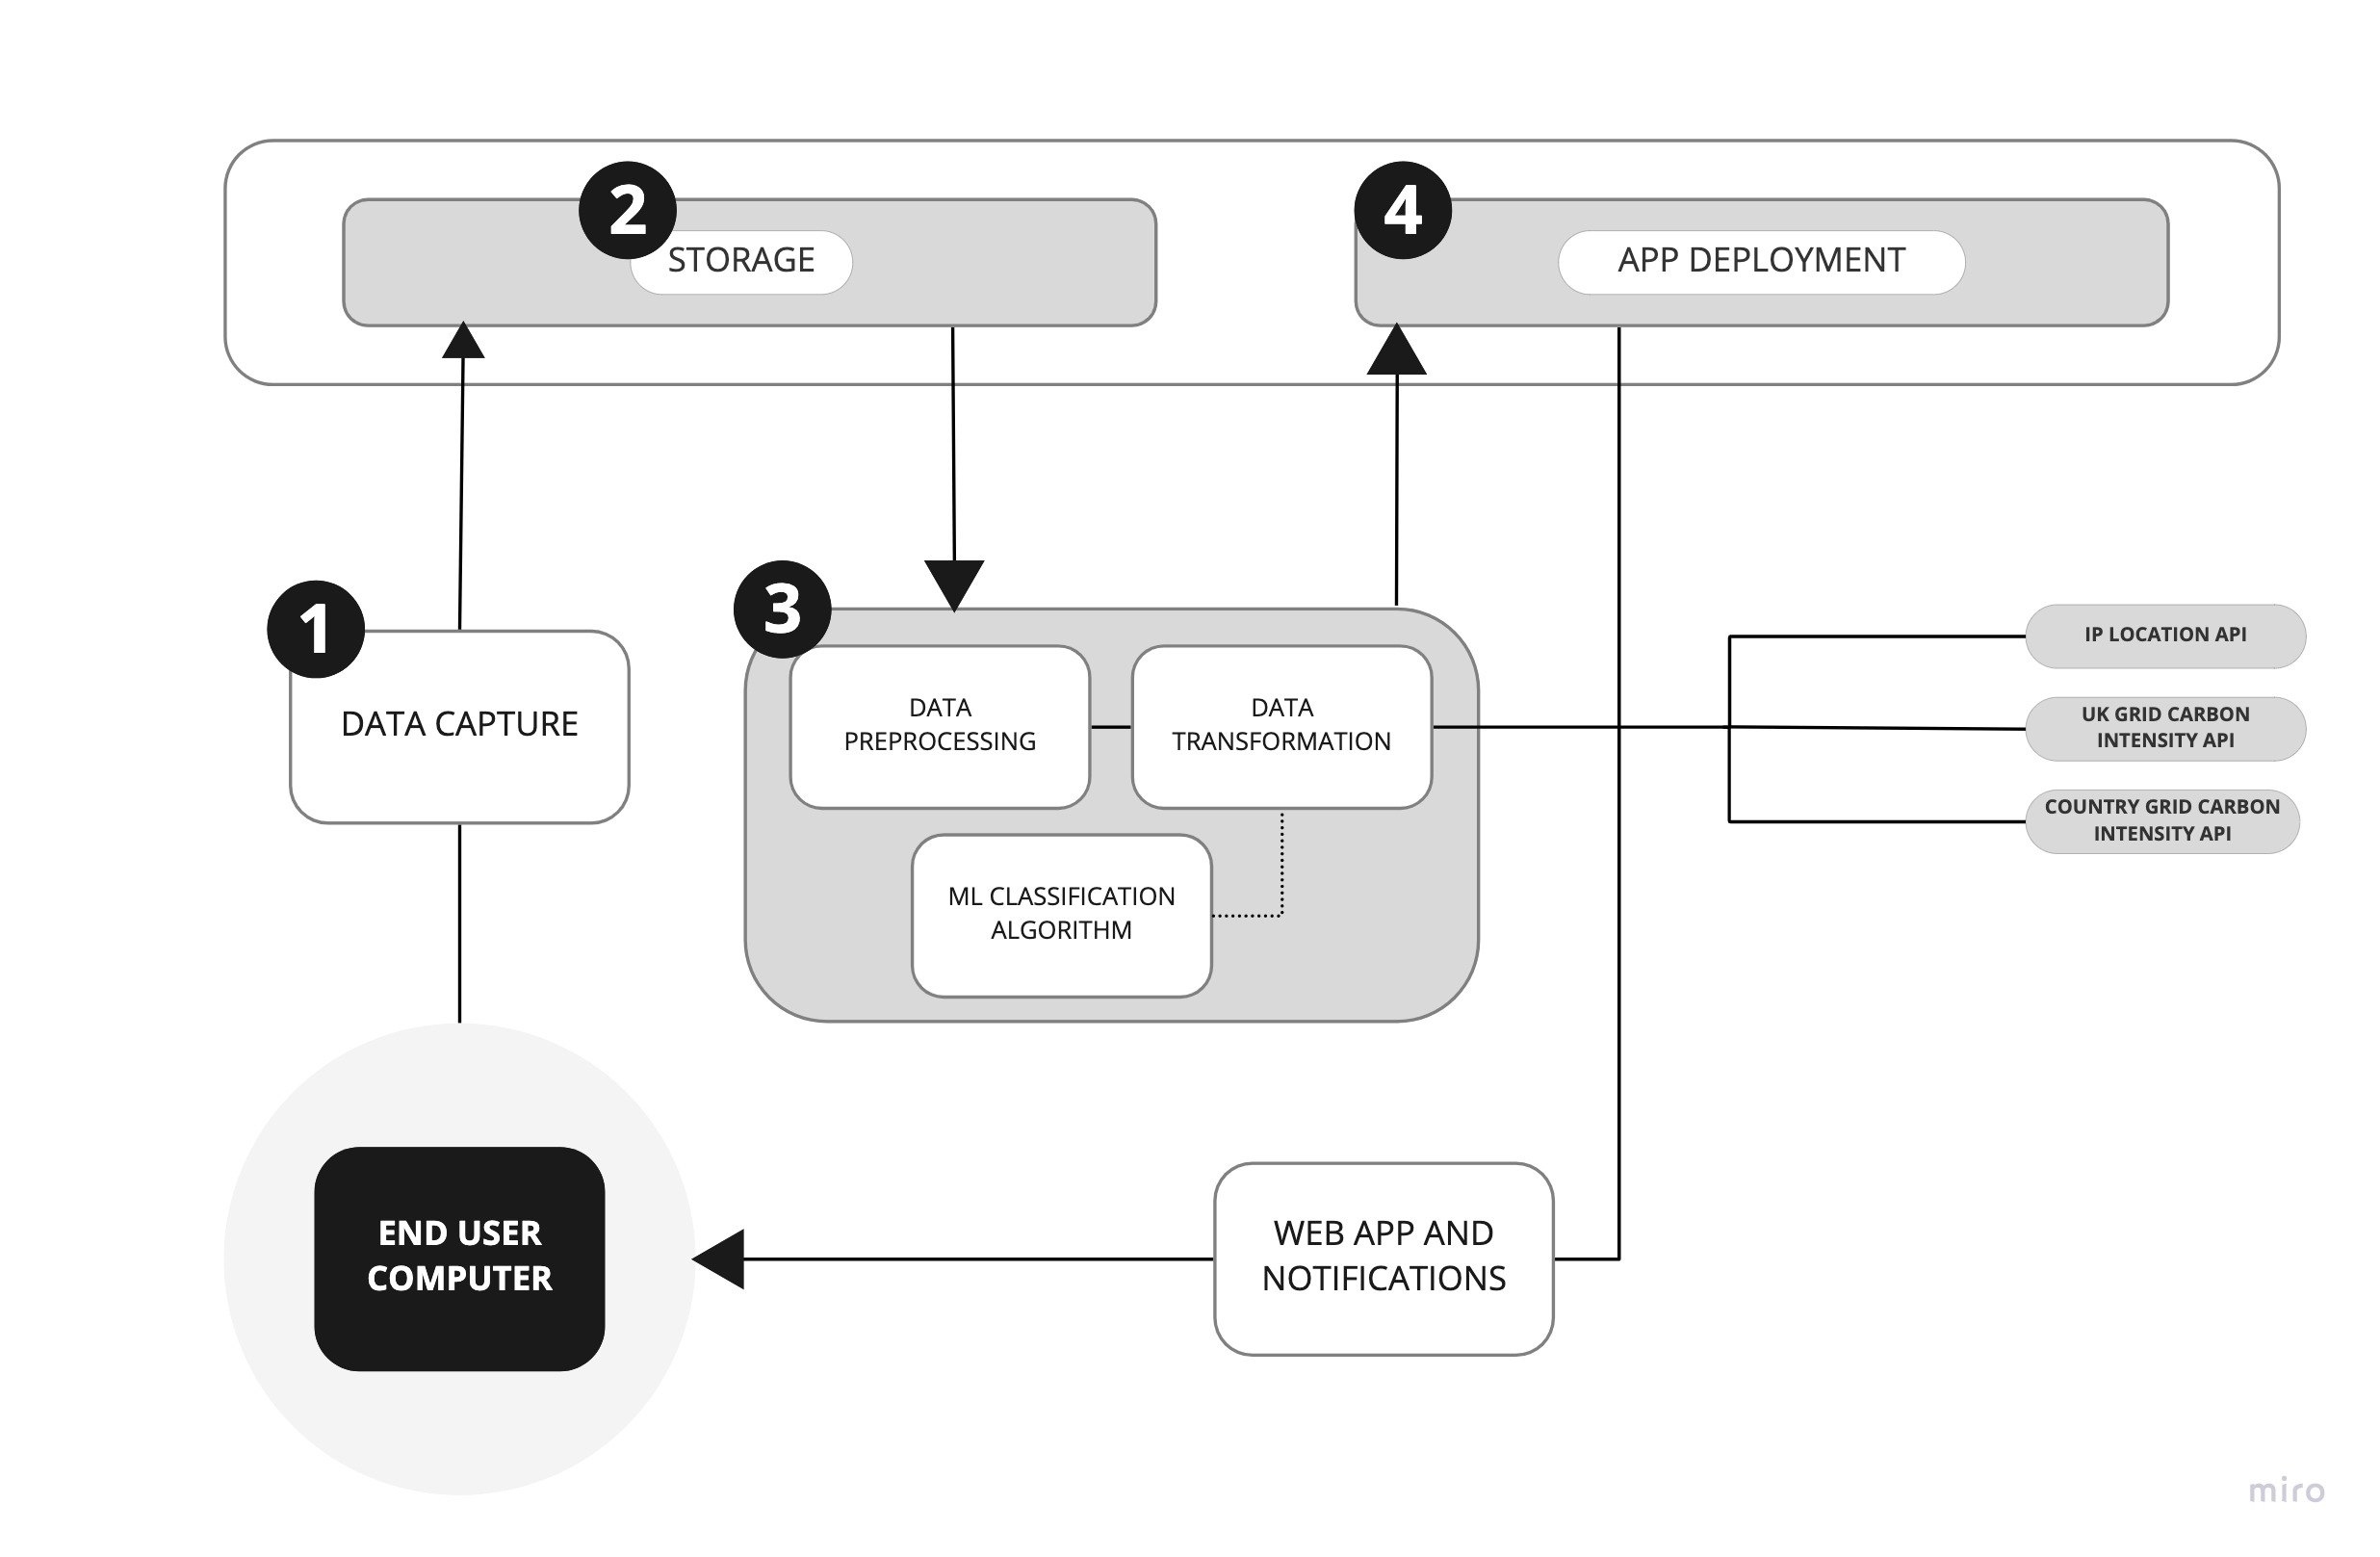 2
STORAGE
4
APP DEPLOYMENT
1
DATA CAPTURE
3
DATA
PREPROCESSING
DATA
TRANSFORMATION
ML CLASSIFICATION
ALGORITHM
IP LOCATION API
UK GRID CARBON
INTENSITY API
COUNTRY GRID CARBON
INTENSITY API
END USER
COMPUTER
WEB APP AND
NOTIFICATIONS
miro